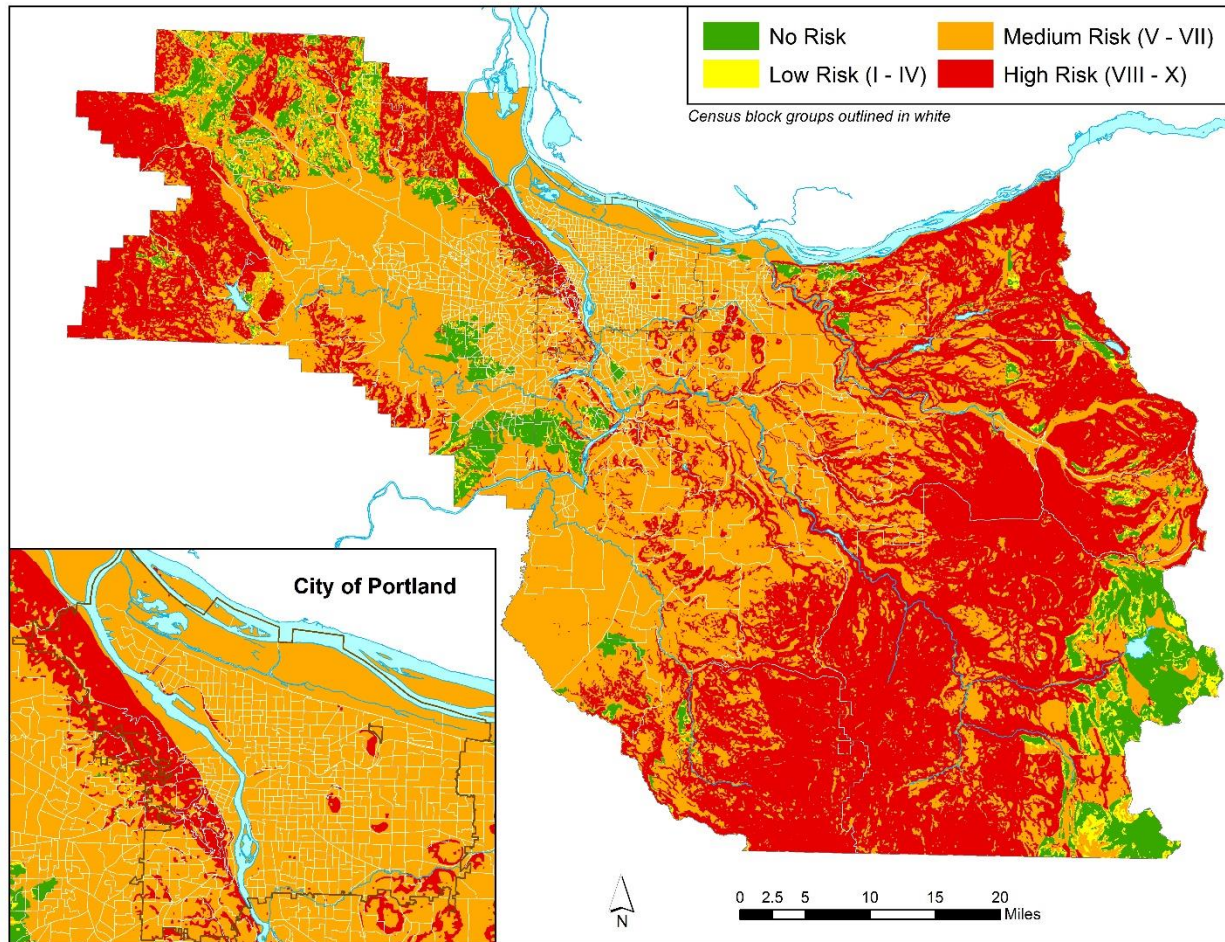 No Risk
Medium Risk (V - VII)
Low Risk (I - IV)
High Risk (VIII - X)
Census block groups outlined in white
City of Portland
N
0 2.5 5 10 15 20
Miles